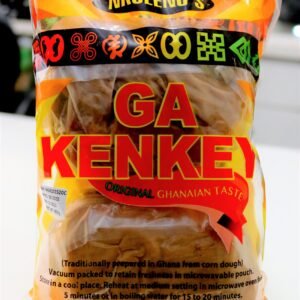 NKULENU'S
GA
KENKEY
ORIGINAL GHANAIAN TASTE
(Traditionally prepared in Ghana from corn dough)
Vacuum packed to retain freshness in microwavable pouch.
Store in a cool place. Reheat at medium setting in microwave oven for
5 minutes or in boiling water for 15 to 20 minutes.